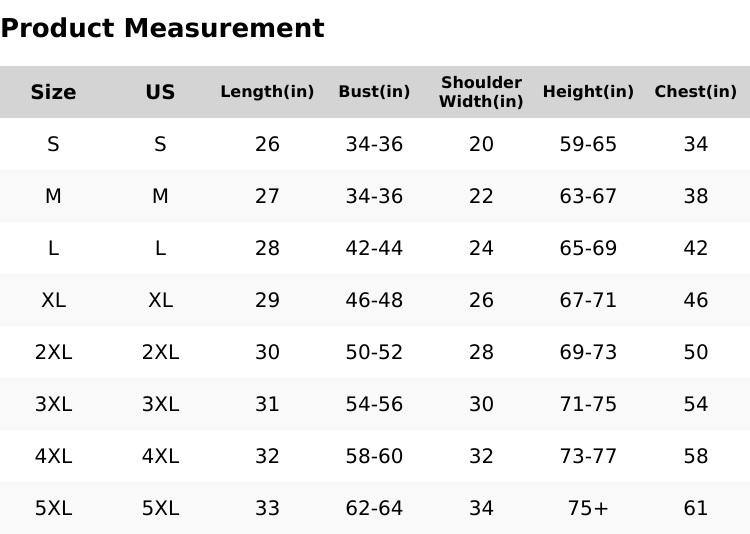 Product Measurement
Size US Length(in) Bust(in) Shoulder Width(in) Height(in) Chest(in)
S S 26 34-36 20 59-65 34
M M 27 34-36 22 63-67 38
L L 28 42-44 24 65-69 42
XL XL 29 46-48 26 67-71 46
2XL 2XL 30 50-52 28 69-73 50
3XL 3XL 31 54-56 30 71-75 54
4XL 4XL 32 58-60 32 73-77 58
5XL 5XL 33 62-64 34 75+ 61